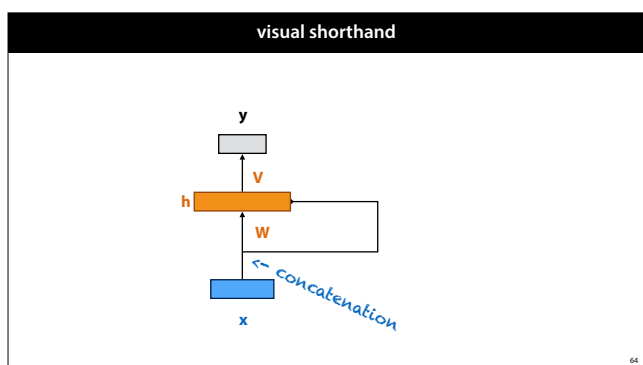 visual shorthand
y
V
h
W
<- concatenation
x
64